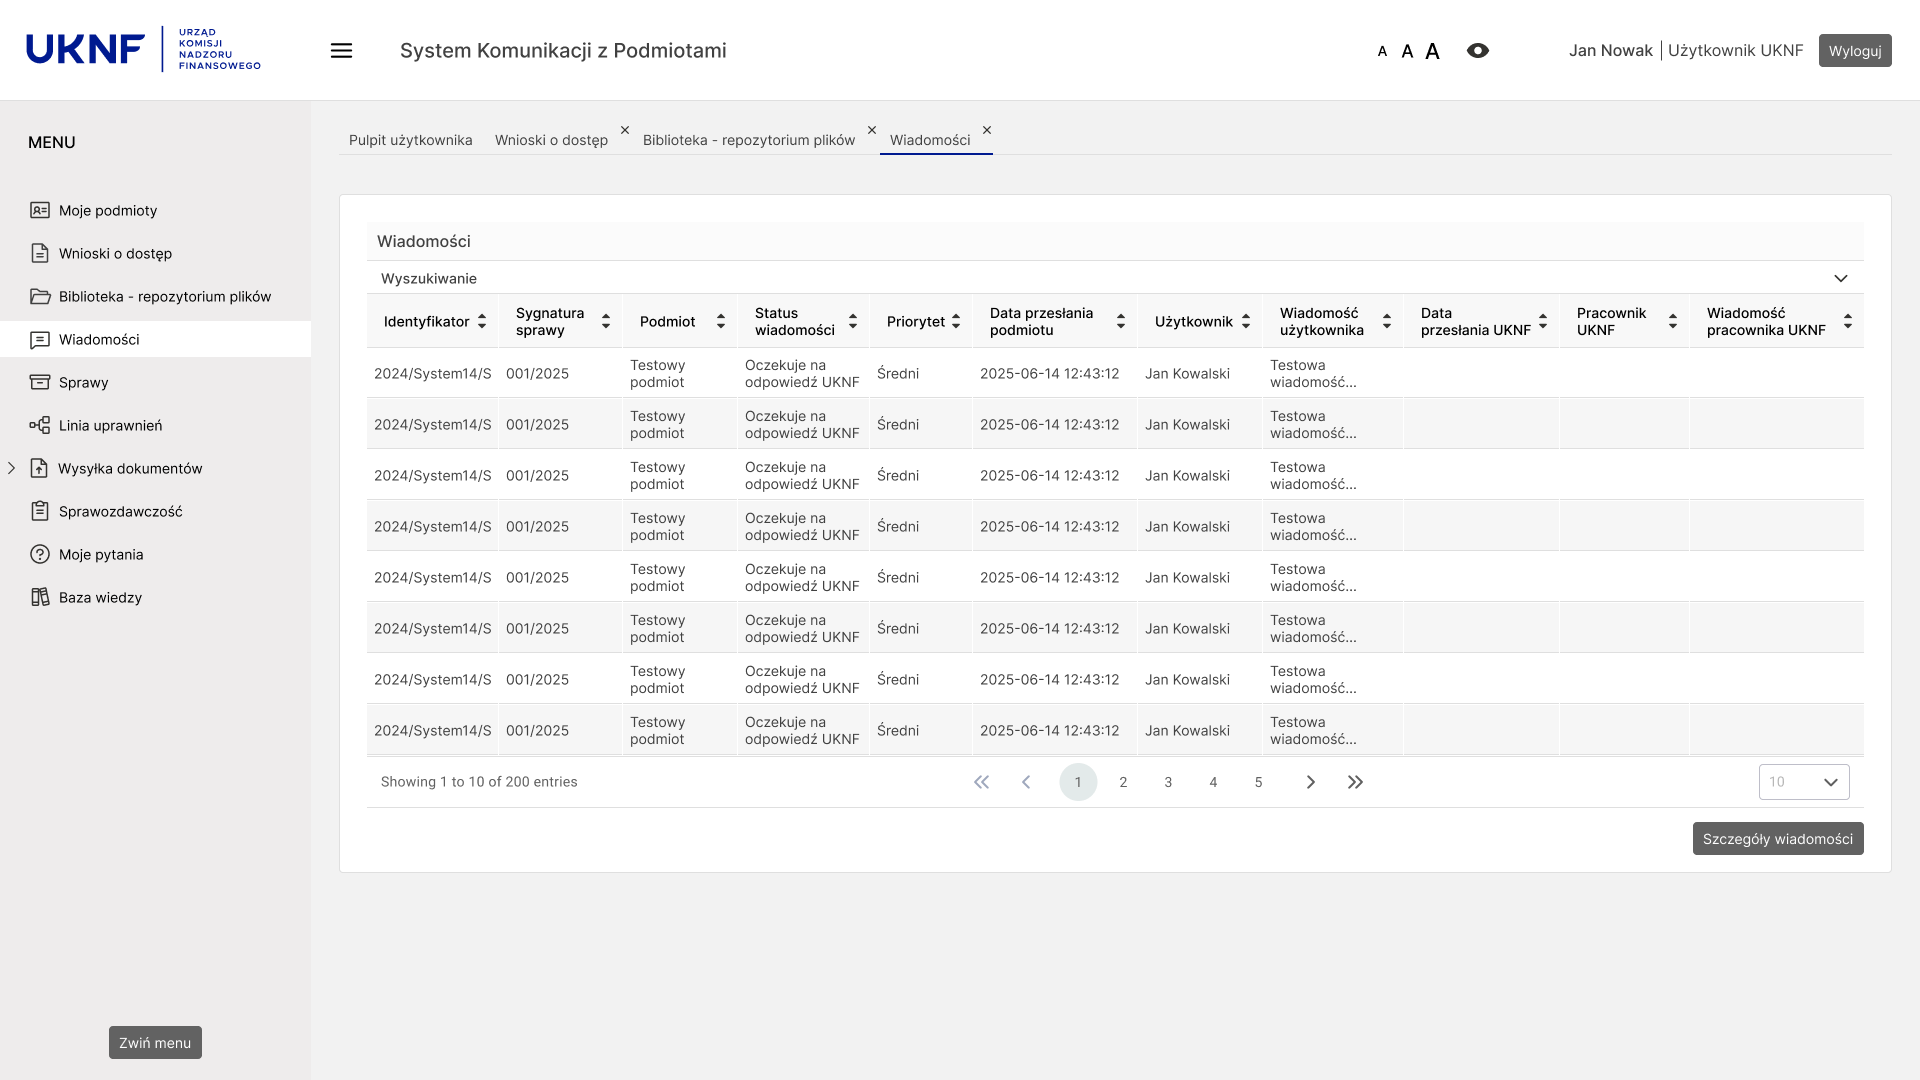 UKNF
URZĄD
KOMISJI
NADZORU
FINANSOWEGO
System Komunikacji z Podmiotami
A A A
Jan Nowak | Użytkownik UKNF
Wyloguj
MENU
Moje podmioty
Wnioski o dostęp
Biblioteka - repozytorium plików
Wiadomości
Sprawy
Linia uprawnień
Wysyłka dokumentów
Sprawozdawczość
Moje pytania
Baza wiedzy
Zwiń menu
Pulpit użytkownika Wnioski o dostęp Biblioteka - repozytorium plików Wiadomości
Wiadomości
Wyszukiwanie
Identyfikator Sygnatura sprawy Podmiot Status wiadomości Priorytet Data przesłania podmiotu Użytkownik Wiadomość użytkownika Data przesłania UKNF Pracownik UKNF Wiadomość pracownika UKNF
2024/System14/S 001/2025 Testowy podmiot Oczekuje na odpowiedź UKNF Średni 2025-06-14 12:43:12 Jan Kowalski Testowa wiadomość...
2024/System14/S 001/2025 Testowy podmiot Oczekuje na odpowiedź UKNF Średni 2025-06-14 12:43:12 Jan Kowalski Testowa wiadomość...
2024/System14/S 001/2025 Testowy podmiot Oczekuje na odpowiedź UKNF Średni 2025-06-14 12:43:12 Jan Kowalski Testowa wiadomość...
2024/System14/S 001/2025 Testowy podmiot Oczekuje na odpowiedź UKNF Średni 2025-06-14 12:43:12 Jan Kowalski Testowa wiadomość...
2024/System14/S 001/2025 Testowy podmiot Oczekuje na odpowiedź UKNF Średni 2025-06-14 12:43:12 Jan Kowalski Testowa wiadomość...
2024/System14/S 001/2025 Testowy podmiot Oczekuje na odpowiedź UKNF Średni 2025-06-14 12:43:12 Jan Kowalski Testowa wiadomość...
2024/System14/S 001/2025 Testowy podmiot Oczekuje na odpowiedź UKNF Średni 2025-06-14 12:43:12 Jan Kowalski Testowa wiadomość...
2024/System14/S 001/2025 Testowy podmiot Oczekuje na odpowiedź UKNF Średni 2025-06-14 12:43:12 Jan Kowalski Testowa wiadomość...
Showing 1 to 10 of 200 entries 1 2 3 4 5 10
Szczegóły wiadomości